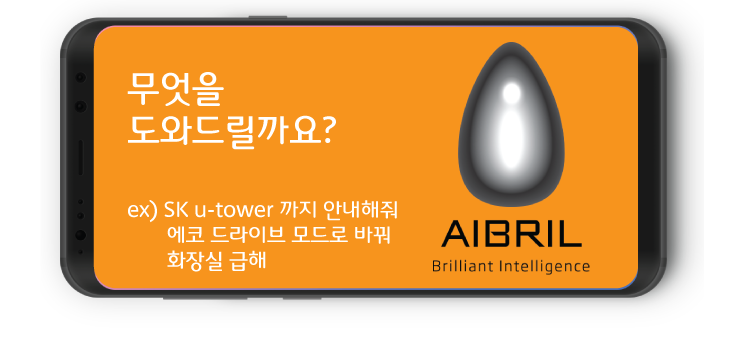 무엇을
도와드릴까요?
ex) SK u-tower 까지 안내해줘
에코 드라이브 모드로 바꿔
화장실 급해
AIBRIL
Brilliant Intelligence